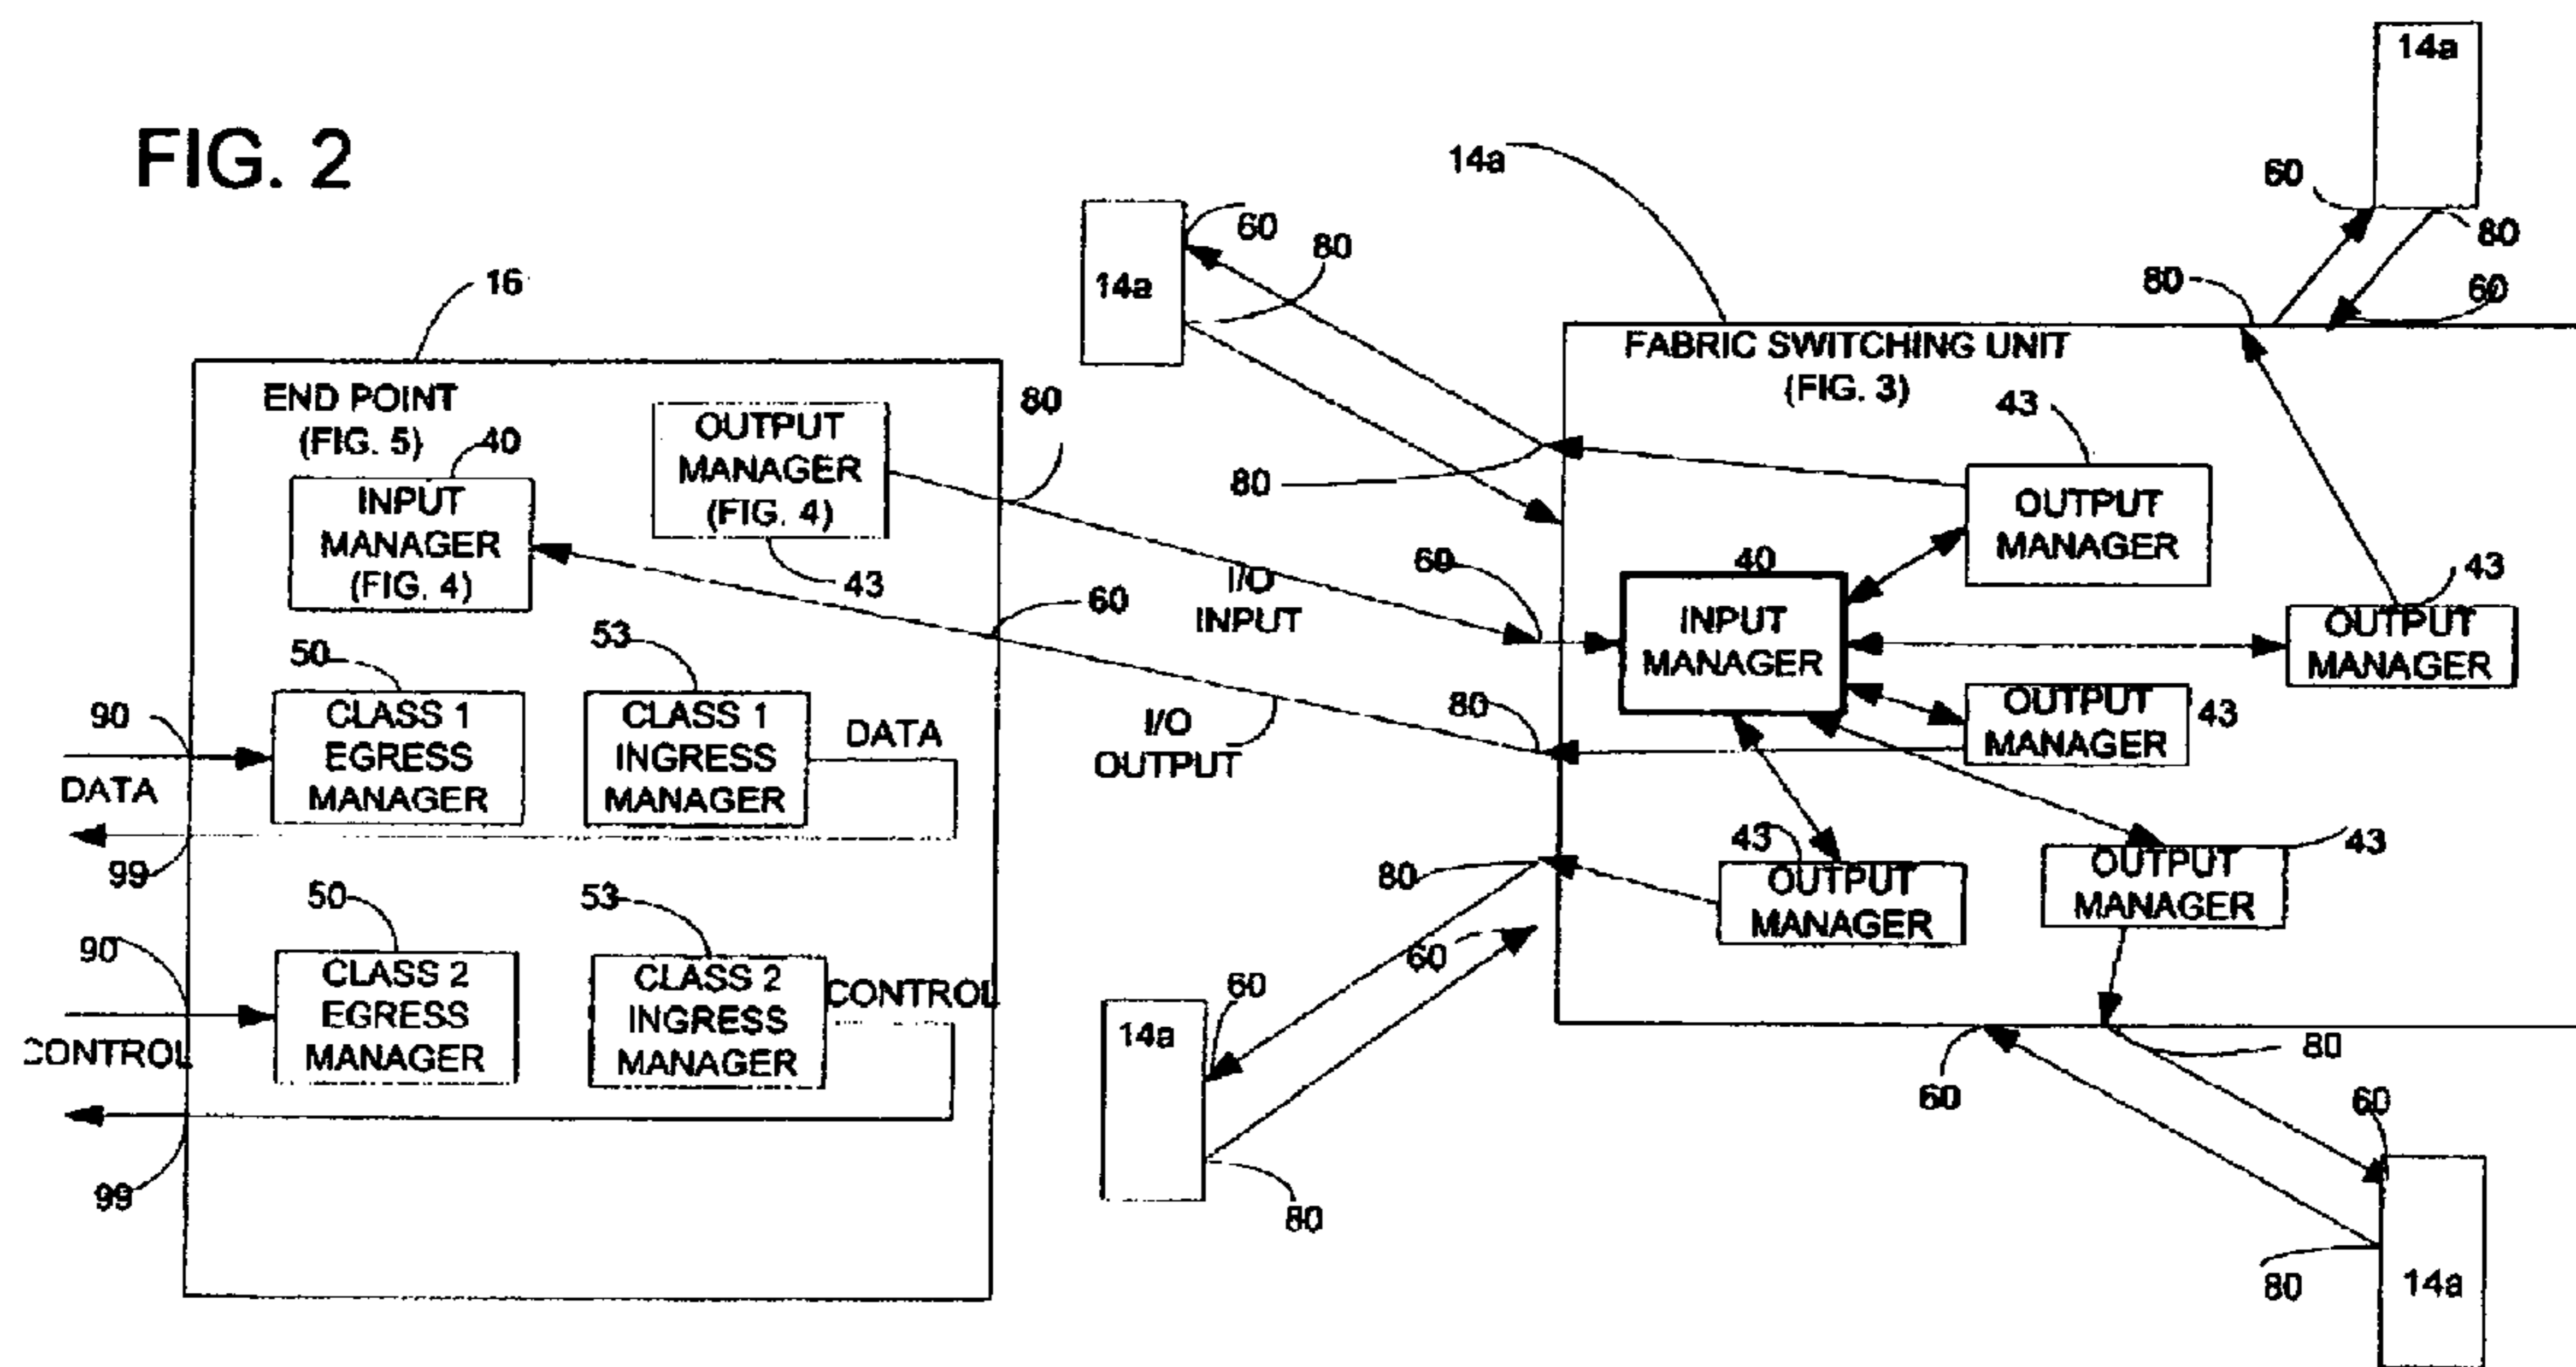 FIG. 2
16
END POINT
(FIG. 5)
40
INPUT
MANAGER
(FIG. 4)
OUTPUT
MANAGER
(FIG. 4)
43
80
60
50
CLASS 1
EGRESS
MANAGER
53
CLASS 1
INGRESS
MANAGER
DATA
90
DATA
99
50
CLASS 2
EGRESS
MANAGER
53
CLASS 2
INGRESS
MANAGER
CONTROL
90
CONTROL
99
14a
60
80
80
I/O
INPUT
60
I/O
OUTPUT
80
80
60
14a
60
80
14a
FABRIC SWITCHING UNIT
(FIG. 3)
40
INPUT
MANAGER
43
OUTPUT
MANAGER
43
OUTPUT
MANAGER
OUTPUT
MANAGER
43
43
OUTPUT
MANAGER
43
OUTPUT
MANAGER
14a
60
80
80
60
60
80
60
80
14a